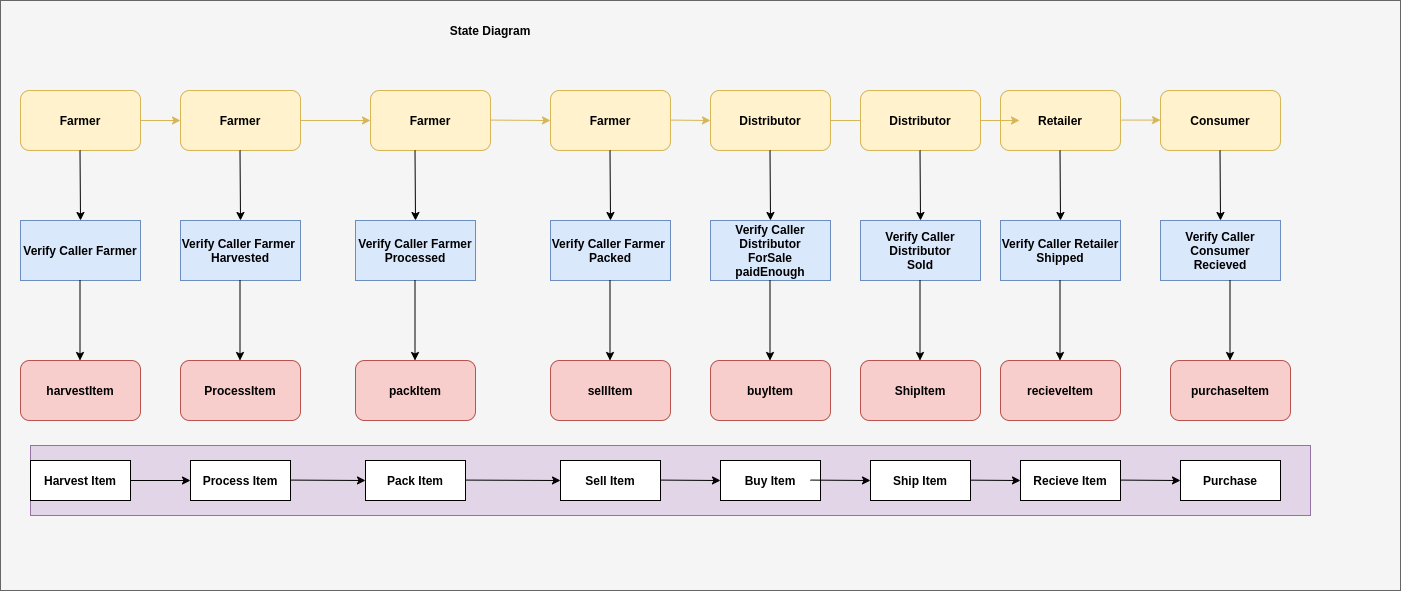 State Diagram
Farmer
Farmer
Farmer
Farmer
Distributor
Distributor
Retailer
Consumer
Verify Caller Farmer
Verify Caller Farmer
Harvested
Verify Caller Farmer
Processed
Verify Caller Farmer
Packed
Verify Caller
Distributor
ForSale
paidEnough
Verify Caller
Distributor
Sold
Verify Caller Retailer
Shipped
Verify Caller
Consumer
Recieved
harvestItem
ProcessItem
packItem
sellItem
buyItem
ShipItem
recieveItem
purchaseItem
Harvest Item
Process Item
Pack Item
Sell Item
Buy Item
Ship Item
Recieve Item
Purchase